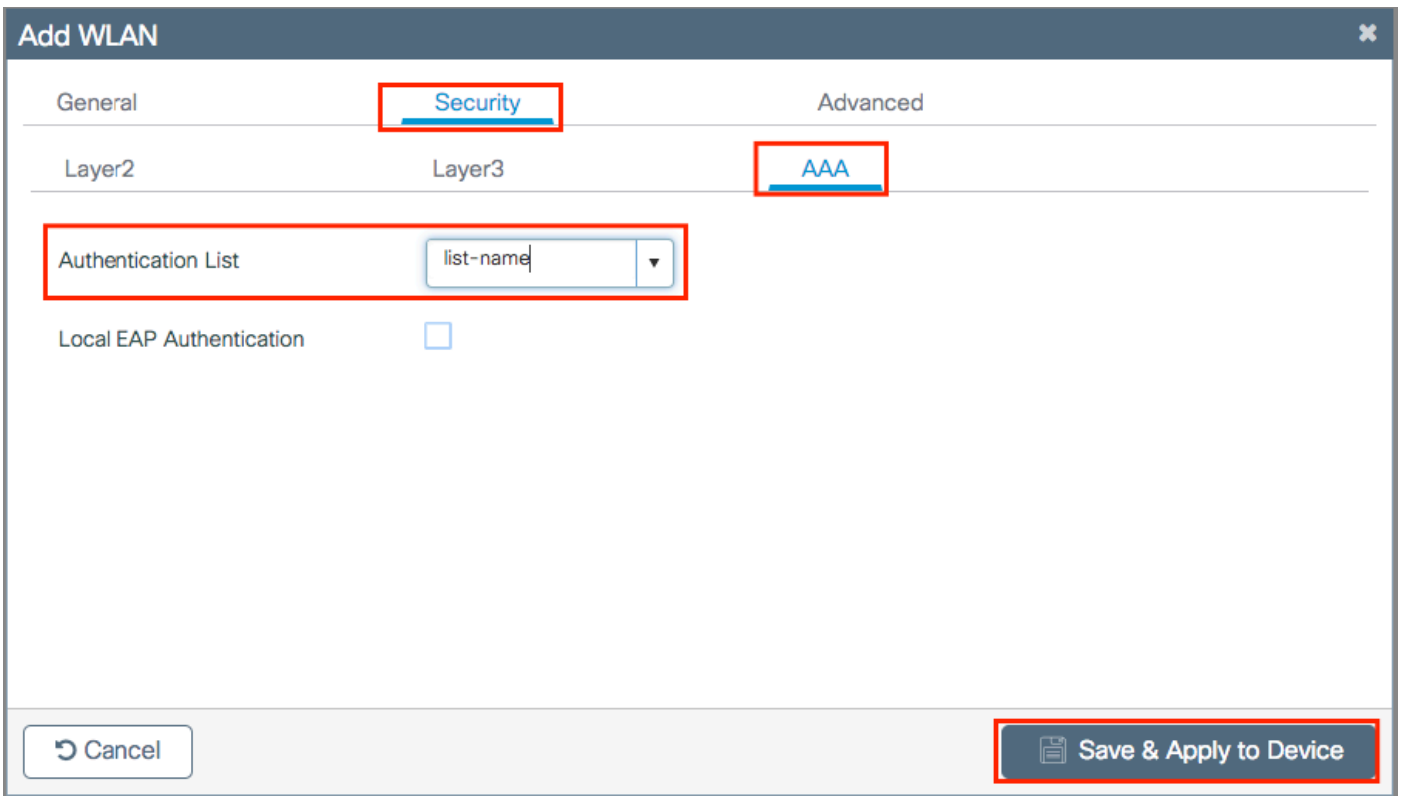 Add WLAN
General Security Advanced
Layer2 Layer3 AAA
Authentication List list-name
Local EAP Authentication
Cancel Save & Apply to Device